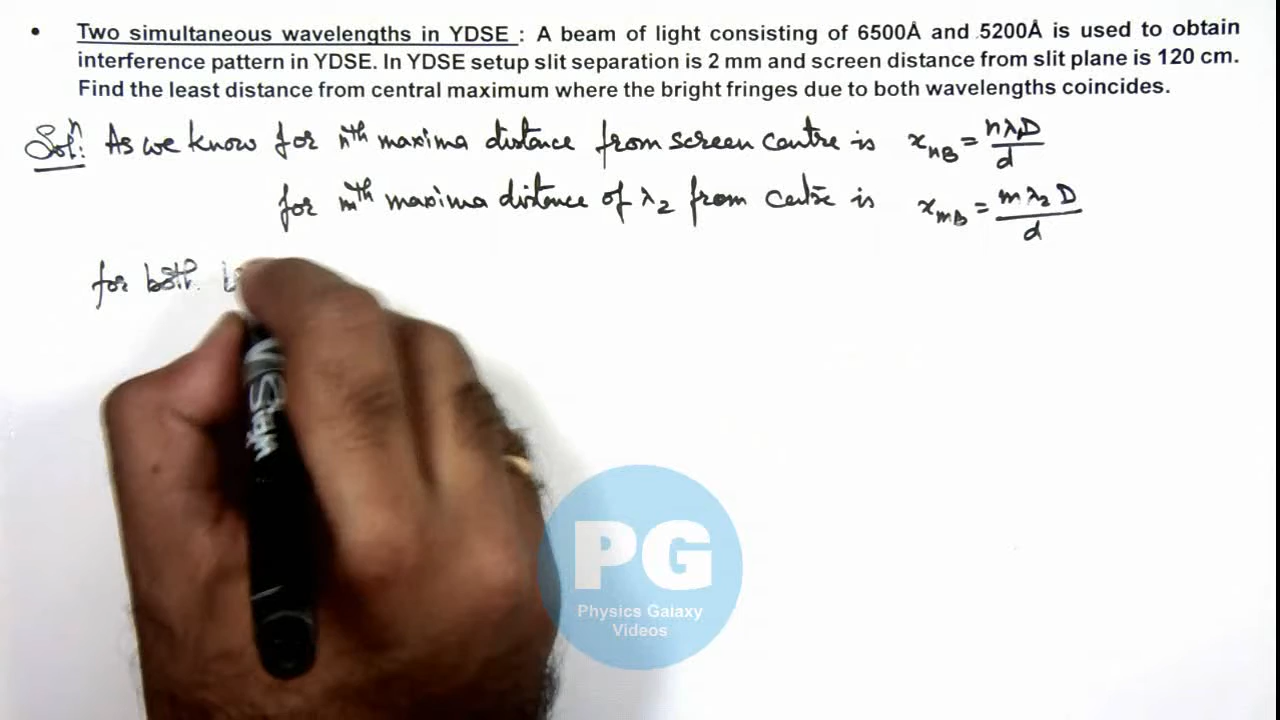 • Two simultaneous wavelengths in YDSE : A beam of light consisting of 6500Å and 5200Å is used to obtain
interference pattern in YDSE. In YDSE setup slit separation is 2 mm and screen distance from slit plane is 120 cm.
Find the least distance from central maximum where the bright fringes due to both wavelengths coincides.
Solⁿ: As we know for nth maxima distance from screen centre is x_nB = nλ₁D/d
for mth maxima distance of λ₂ from centre is x_mB = mλ₂D/d
for both
PG
Physics Galaxy
Videos